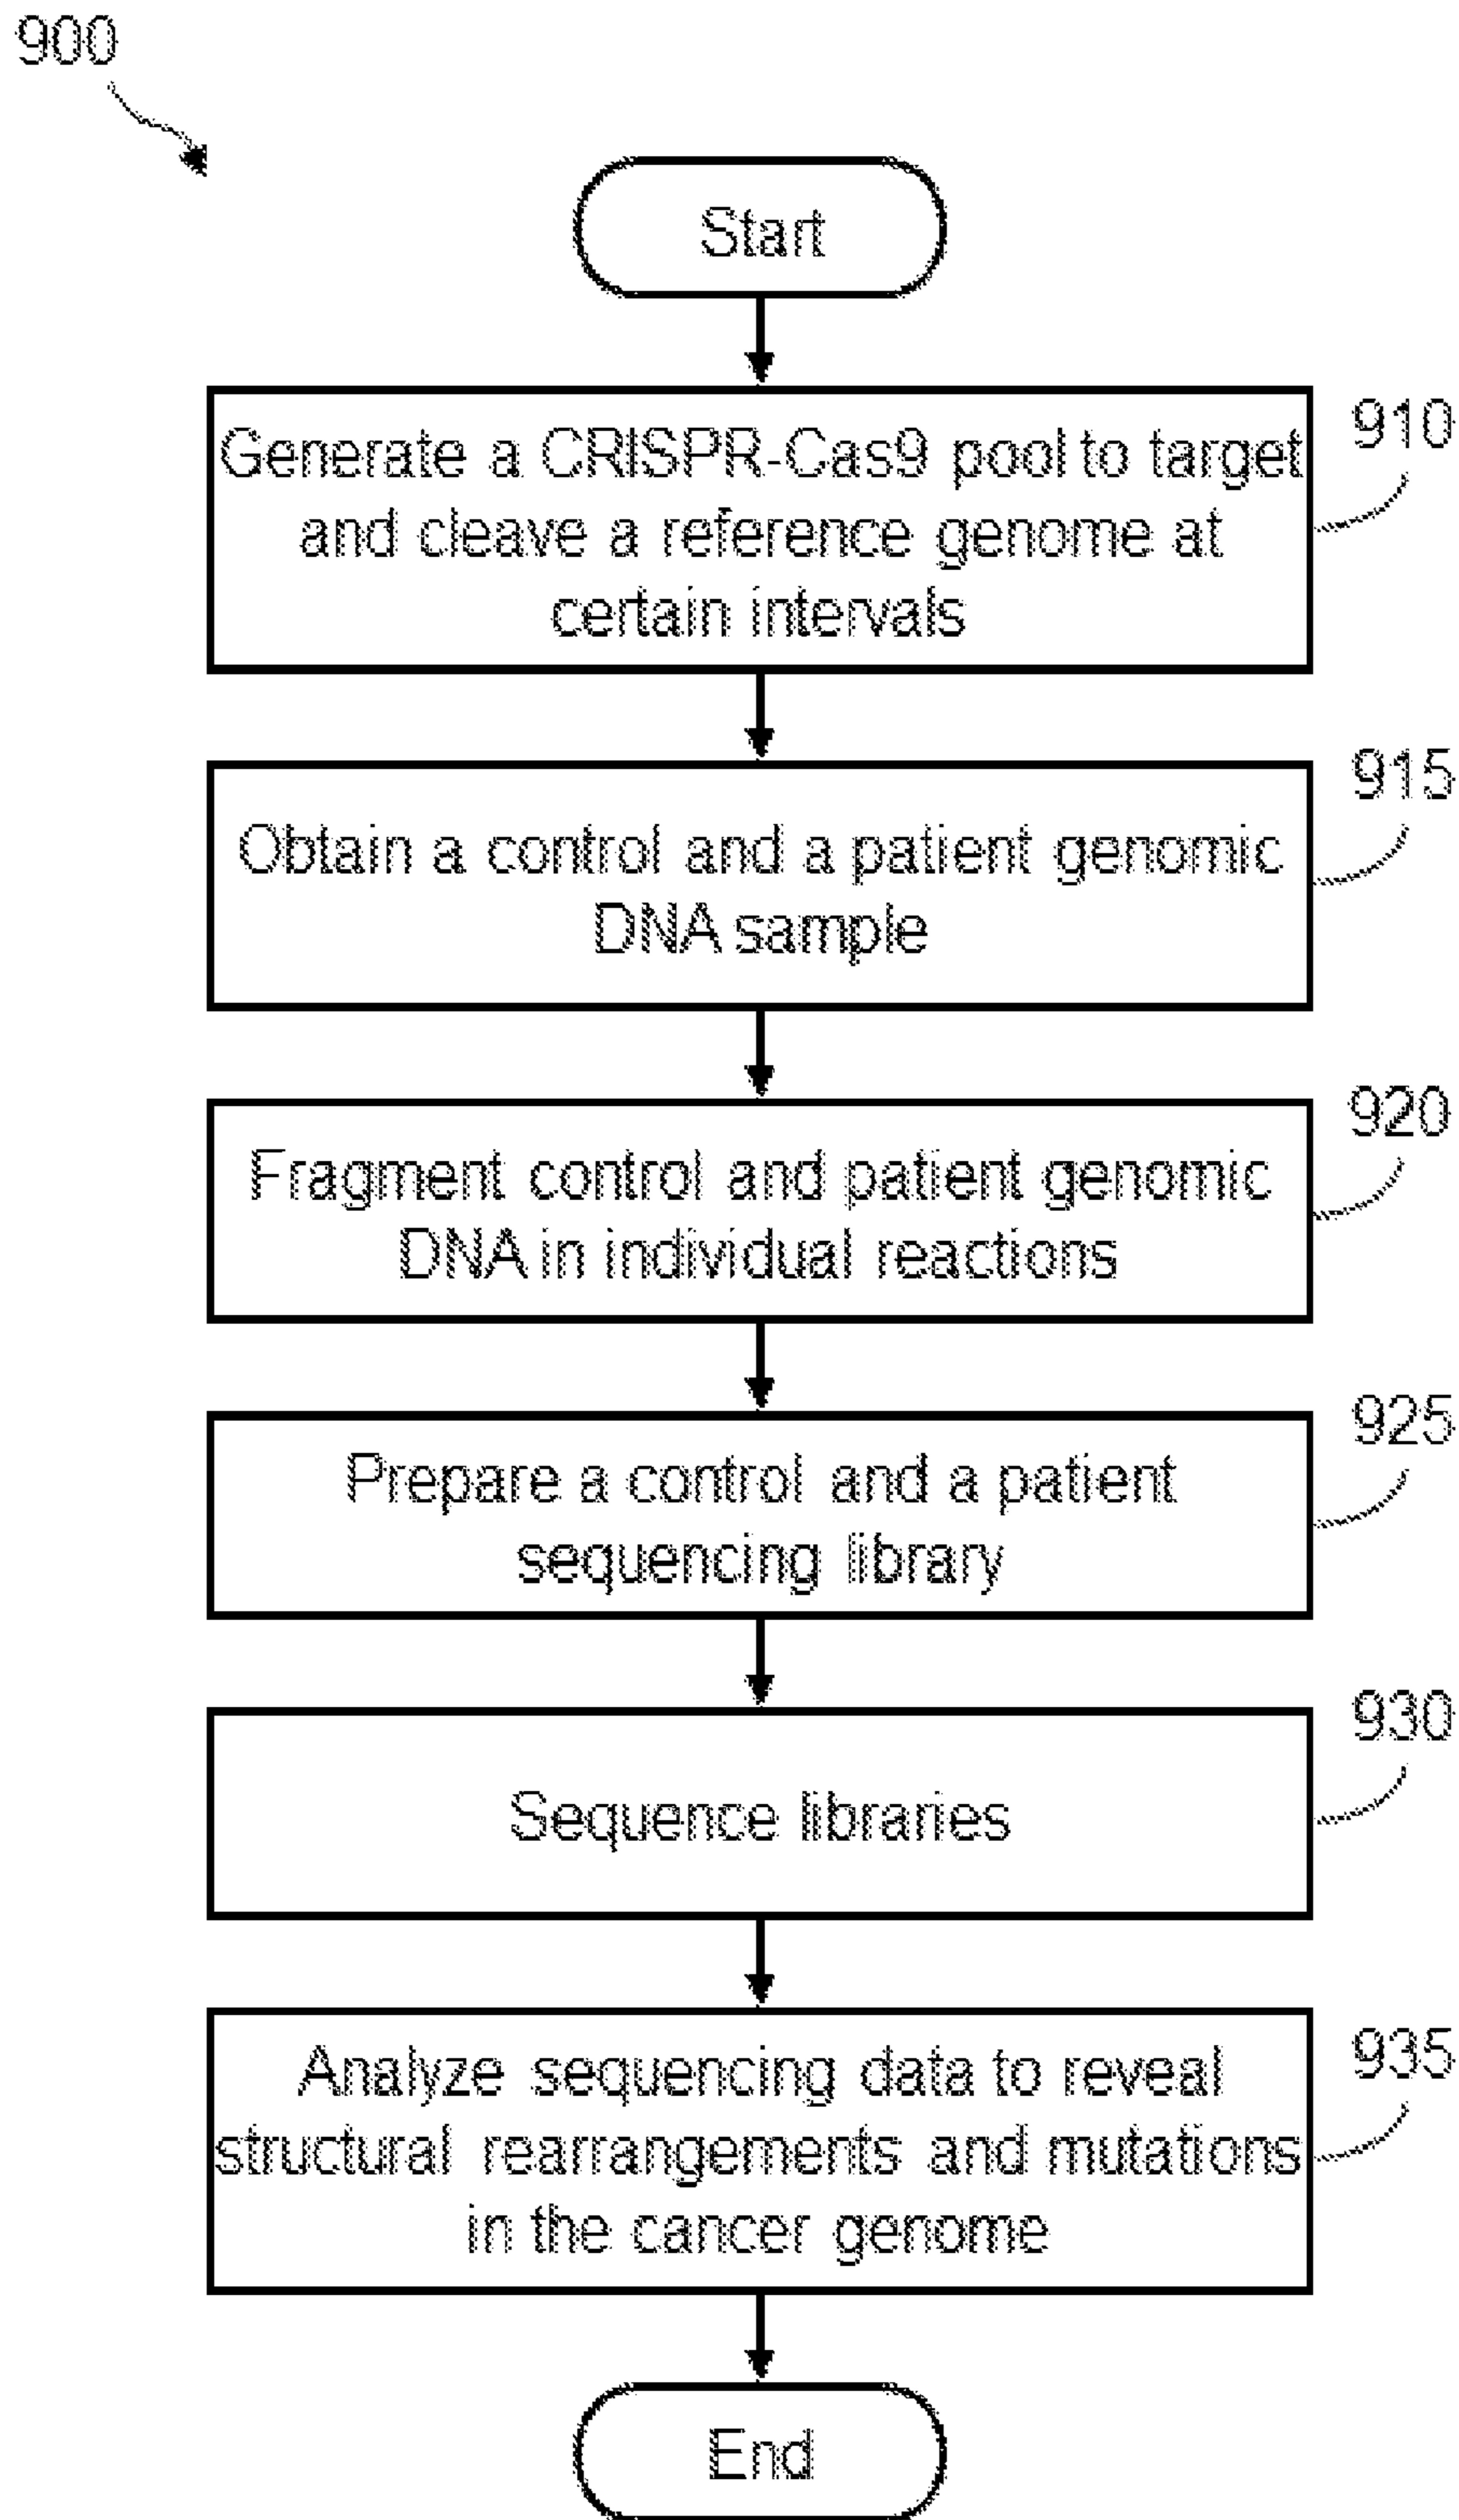 900
Start
Generate a CRISPR-Cas9 pool to target
and cleave a reference genome at
certain intervals
910
Obtain a control and a patient genomic
DNA sample
915
Fragment control and patient genomic
DNA in individual reactions
920
Prepare a control and a patient
sequencing library
925
Sequence libraries
930
Analyze sequencing data to reveal
structural rearrangements and mutations
in the cancer genome
935
End